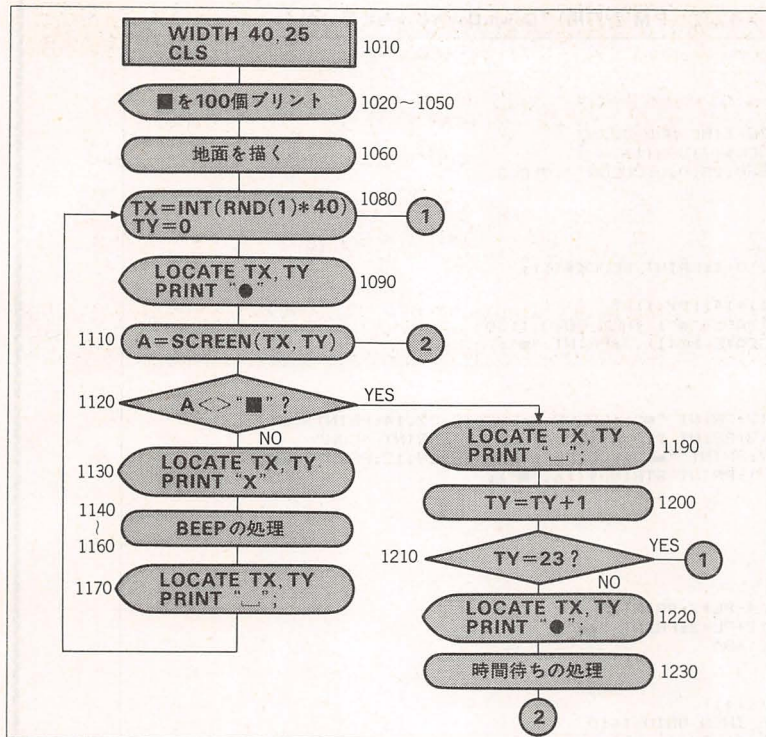 WIDTH 40, 25
CLS
1010
■を100個プリント
1020～1050
地面を描く
1060
TX=INT(RND(1)*40)
TY=0
1080
1
LOCATE TX, TY
PRINT "●"
1090
1110
A=SCREEN(TX, TY)
2
1120
A<>"■"?
YES
NO
1130
LOCATE TX, TY
PRINT "X"
1140
～
1160
BEEPの処理
1170
LOCATE TX, TY
PRINT "␣";
LOCATE TX, TY
PRINT "␣";
1190
TY=TY+1
1200
1210
TY=23?
YES
1
NO
LOCATE TX, TY
PRINT "●";
1220
時間待ちの処理
1230
2